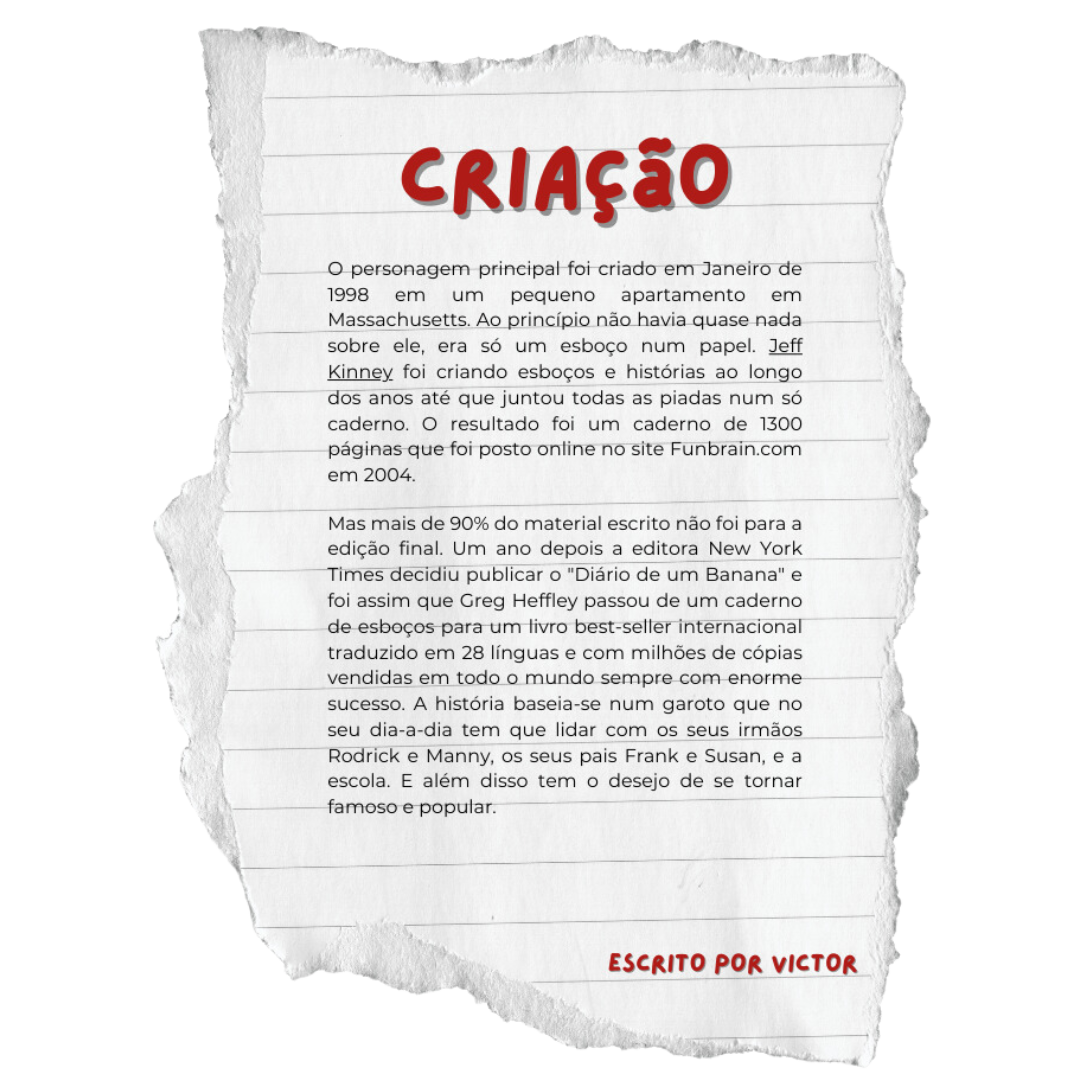 CRIAÇÃO
O personagem principal foi criado em Janeiro de
1998 em um pequeno apartamento em
Massachusetts. Ao princípio não havia quase nada
sobre ele, era só um esboço num papel. Jeff
Kinney foi criando esboços e histórias ao longo
dos anos até que juntou todas as piadas num só
caderno. O resultado foi um caderno de 1300
páginas que foi posto online no site Funbrain.com
em 2004.
Mas mais de 90% do material escrito não foi para a
edição final. Um ano depois a editora New York
Times decidiu publicar o "Diário de um Banana" e
foi assim que Greg Heffley passou de um caderno
de esboços para um livro best-seller internacional
traduzido em 28 línguas e com milhões de cópias
vendidas em todo o mundo sempre com enorme
sucesso. A história baseia-se num garoto que no
seu dia-a-dia tem que lidar com os seus irmãos
Rodrick e Manny, os seus pais Frank e Susan, e a
escola. E além disso tem o desejo de se tornar
famoso e popular.
ESCRITO POR VICTOR